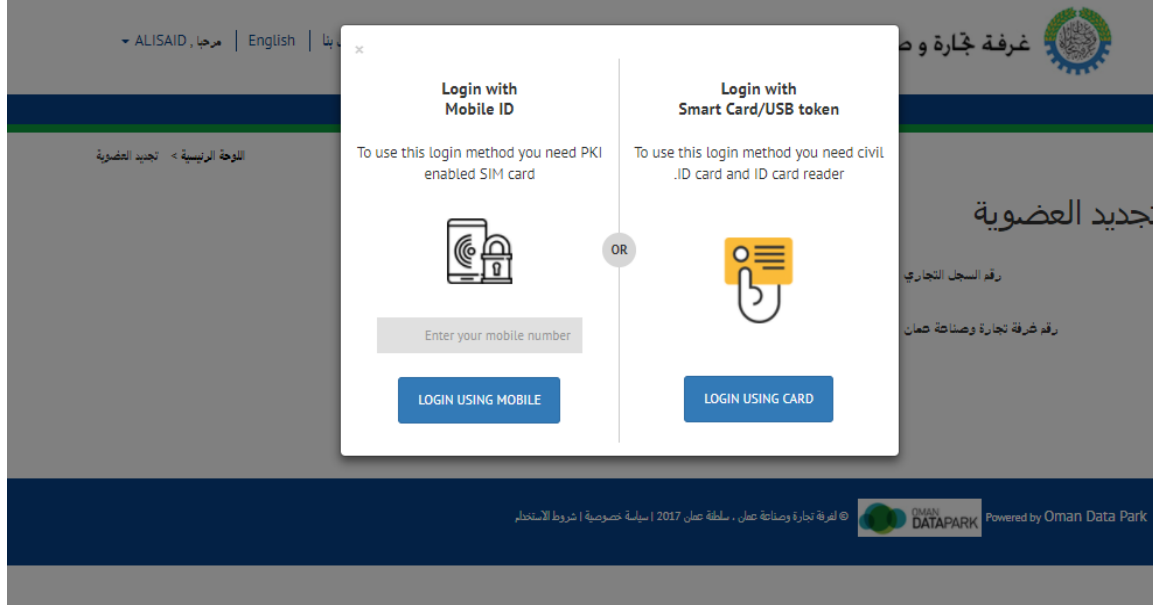 غرفة تجارة و ص
English
مرحبا , ALISAID
اللوحة الرئيسية > تجديد العضوية
×
Login with
Mobile ID
To use this login method you need PKI
enabled SIM card
Enter your mobile number
LOGIN USING MOBILE
OR
Login with
Smart Card/USB token
To use this login method you need civil
.ID card and ID card reader
LOGIN USING CARD
تجديد العضوية
رقم السجل التجاري
رقم غرفة تجارة وصناعة عمان
© لغرفة تجارة وصناعة عمان ، سلطنة عمان 2017 | سياسة خصوصية | شروط الاستخدام
OMAN
DATAPARK
Powered by Oman Data Park